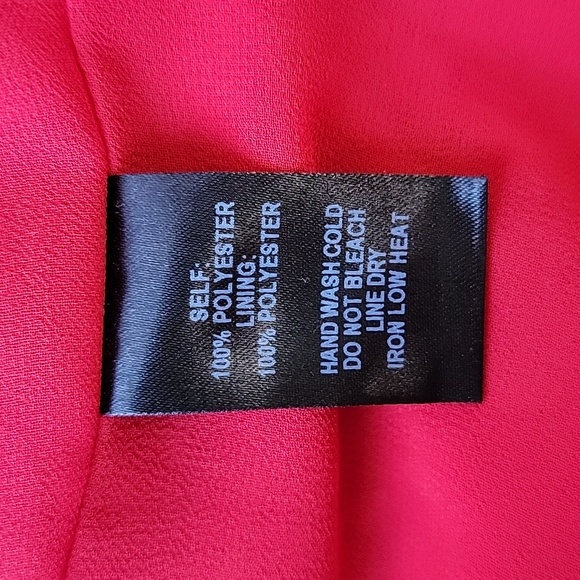 SELF:
100% POLYESTER
LINING:
100% POLYESTER
HAND WASH COLD
DO NOT BLEACH
LINE DRY
IRON LOW HEAT